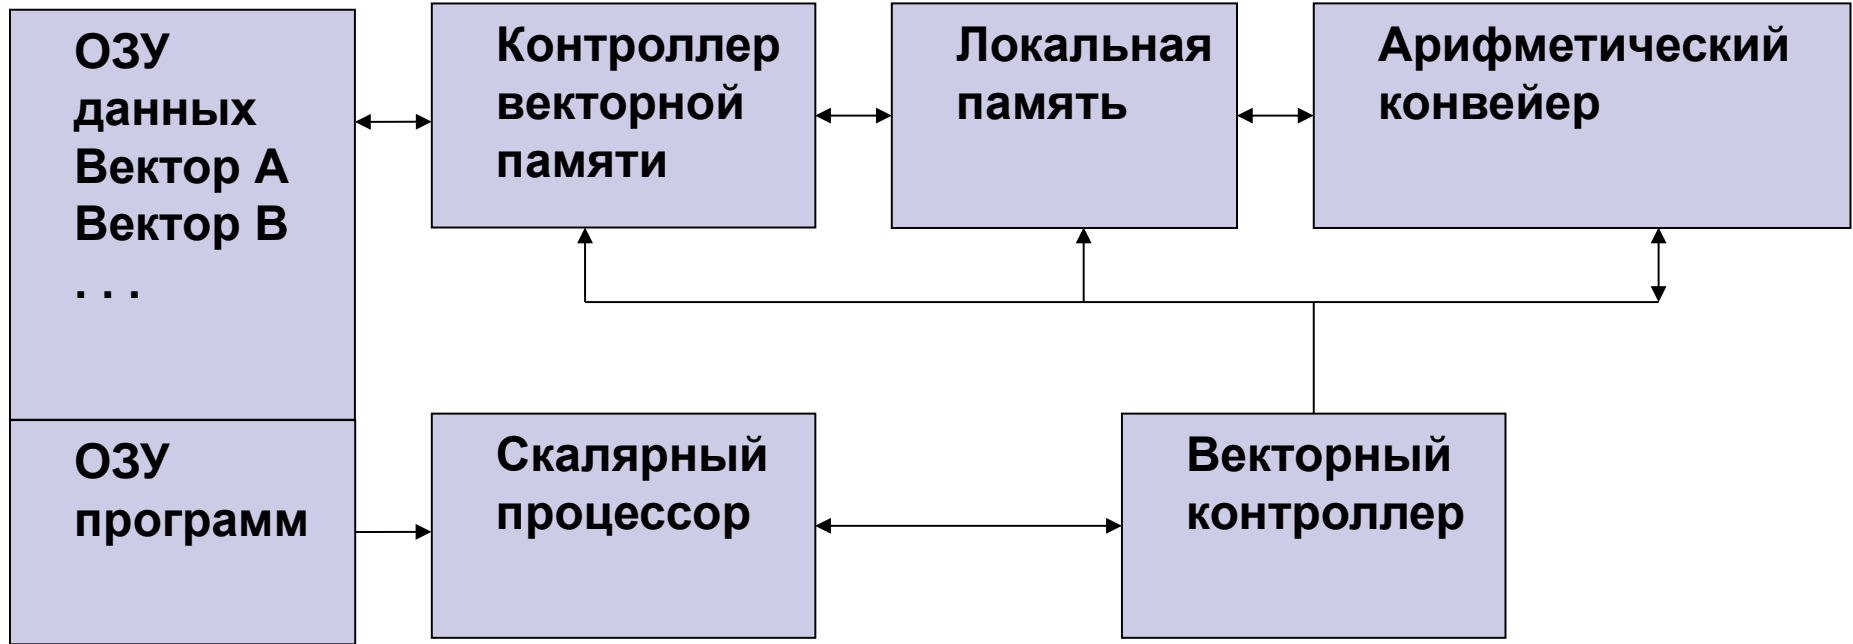 ОЗУ
данных
Вектор А
Вектор В
. . .
Контроллер
векторной
памяти
Локальная
память
Арифметический
конвейер
ОЗУ
программ
Скалярный
процессор
Векторный
контроллер